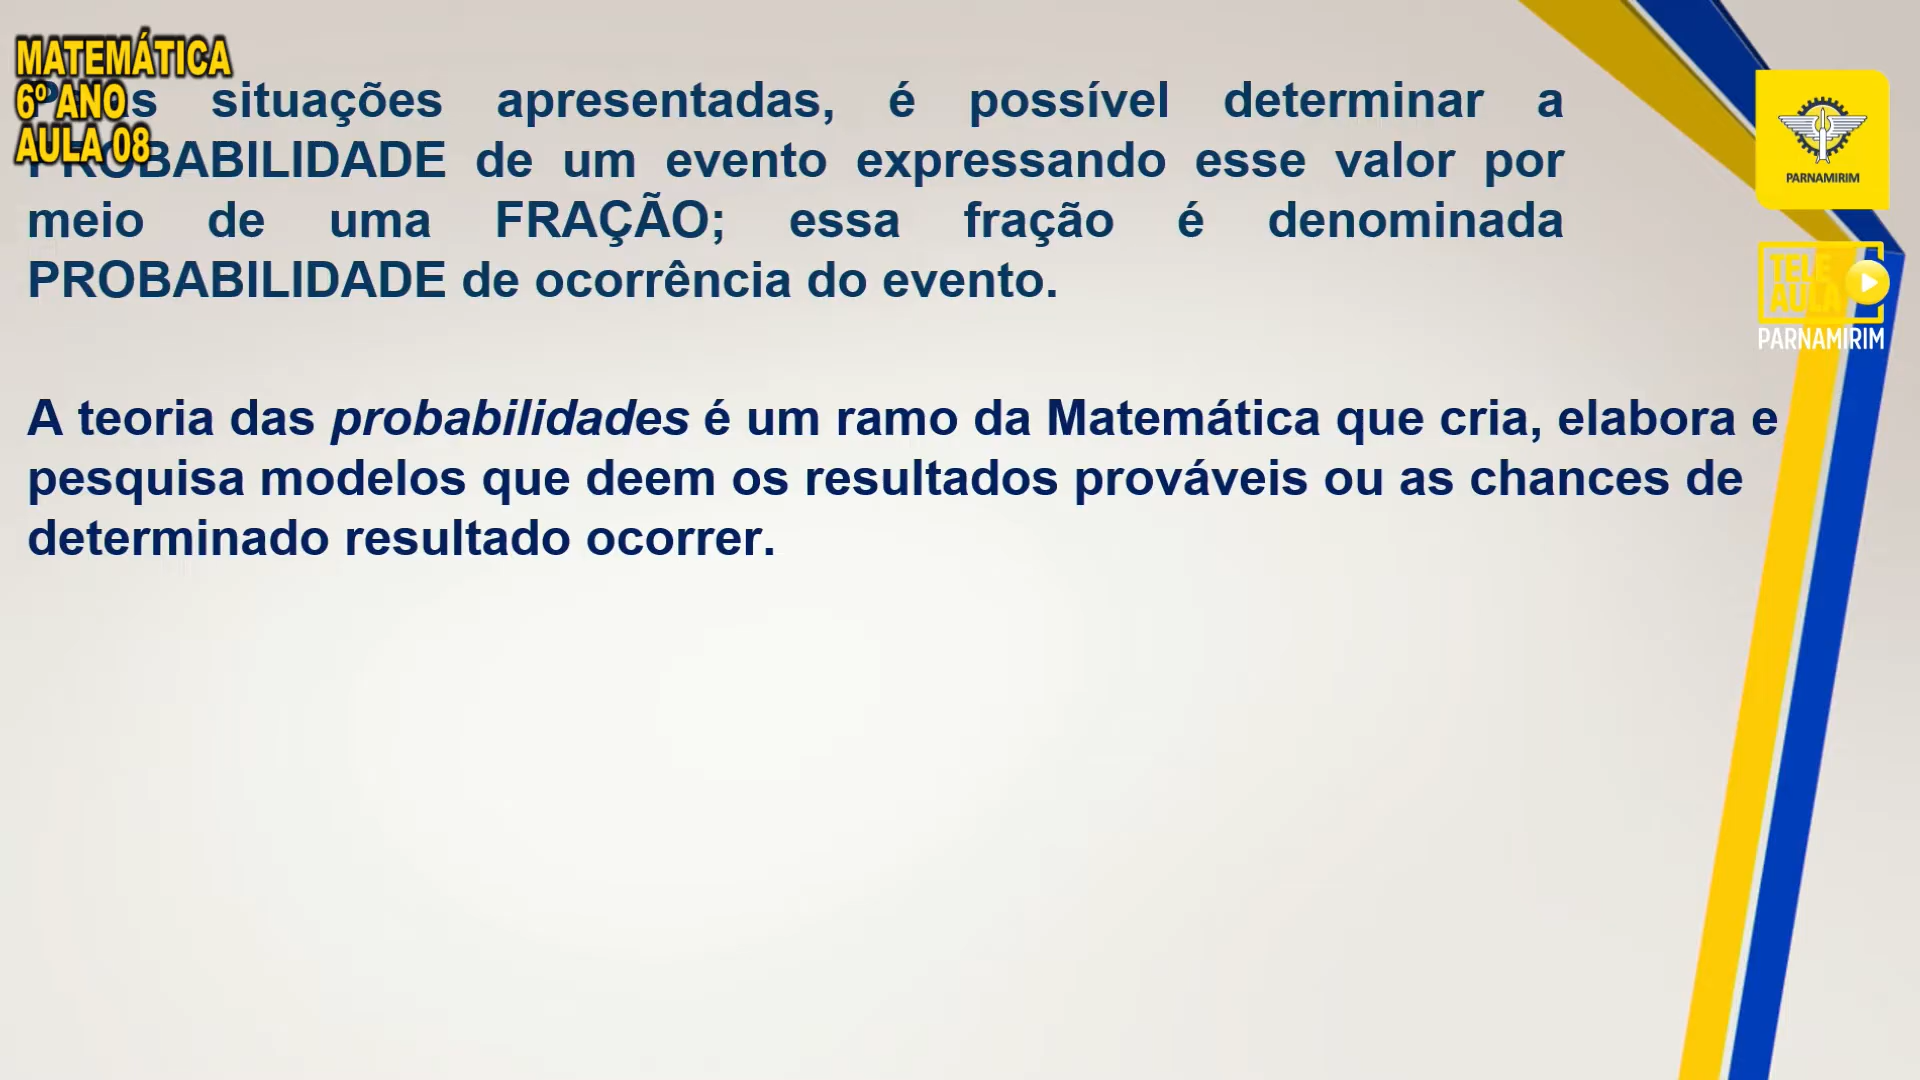 MATEMÁTICA
6º ANO
AULA 08
situações apresentadas, é possível determinar a
PROBABILIDADE de um evento expressando esse valor por
meio de uma FRAÇÃO; essa fração é denominada
PROBABILIDADE de ocorrência do evento.
A teoria das probabilidades é um ramo da Matemática que cria, elabora e
pesquisa modelos que deem os resultados prováveis ou as chances de
determinado resultado ocorrer.
PARNAMIRIM
TELE
AULA
PARNAMIRIM